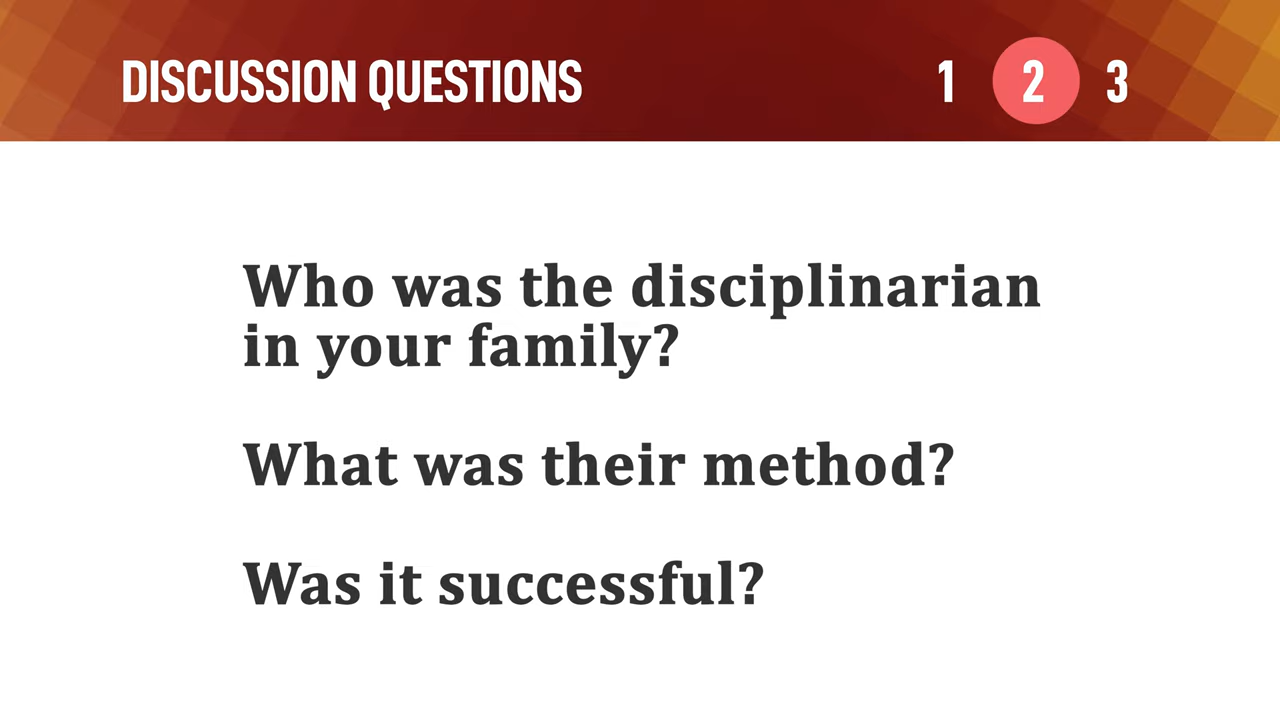 DISCUSSION QUESTIONS 1 2 3
Who was the disciplinarian
in your family?
What was their method?
Was it successful?